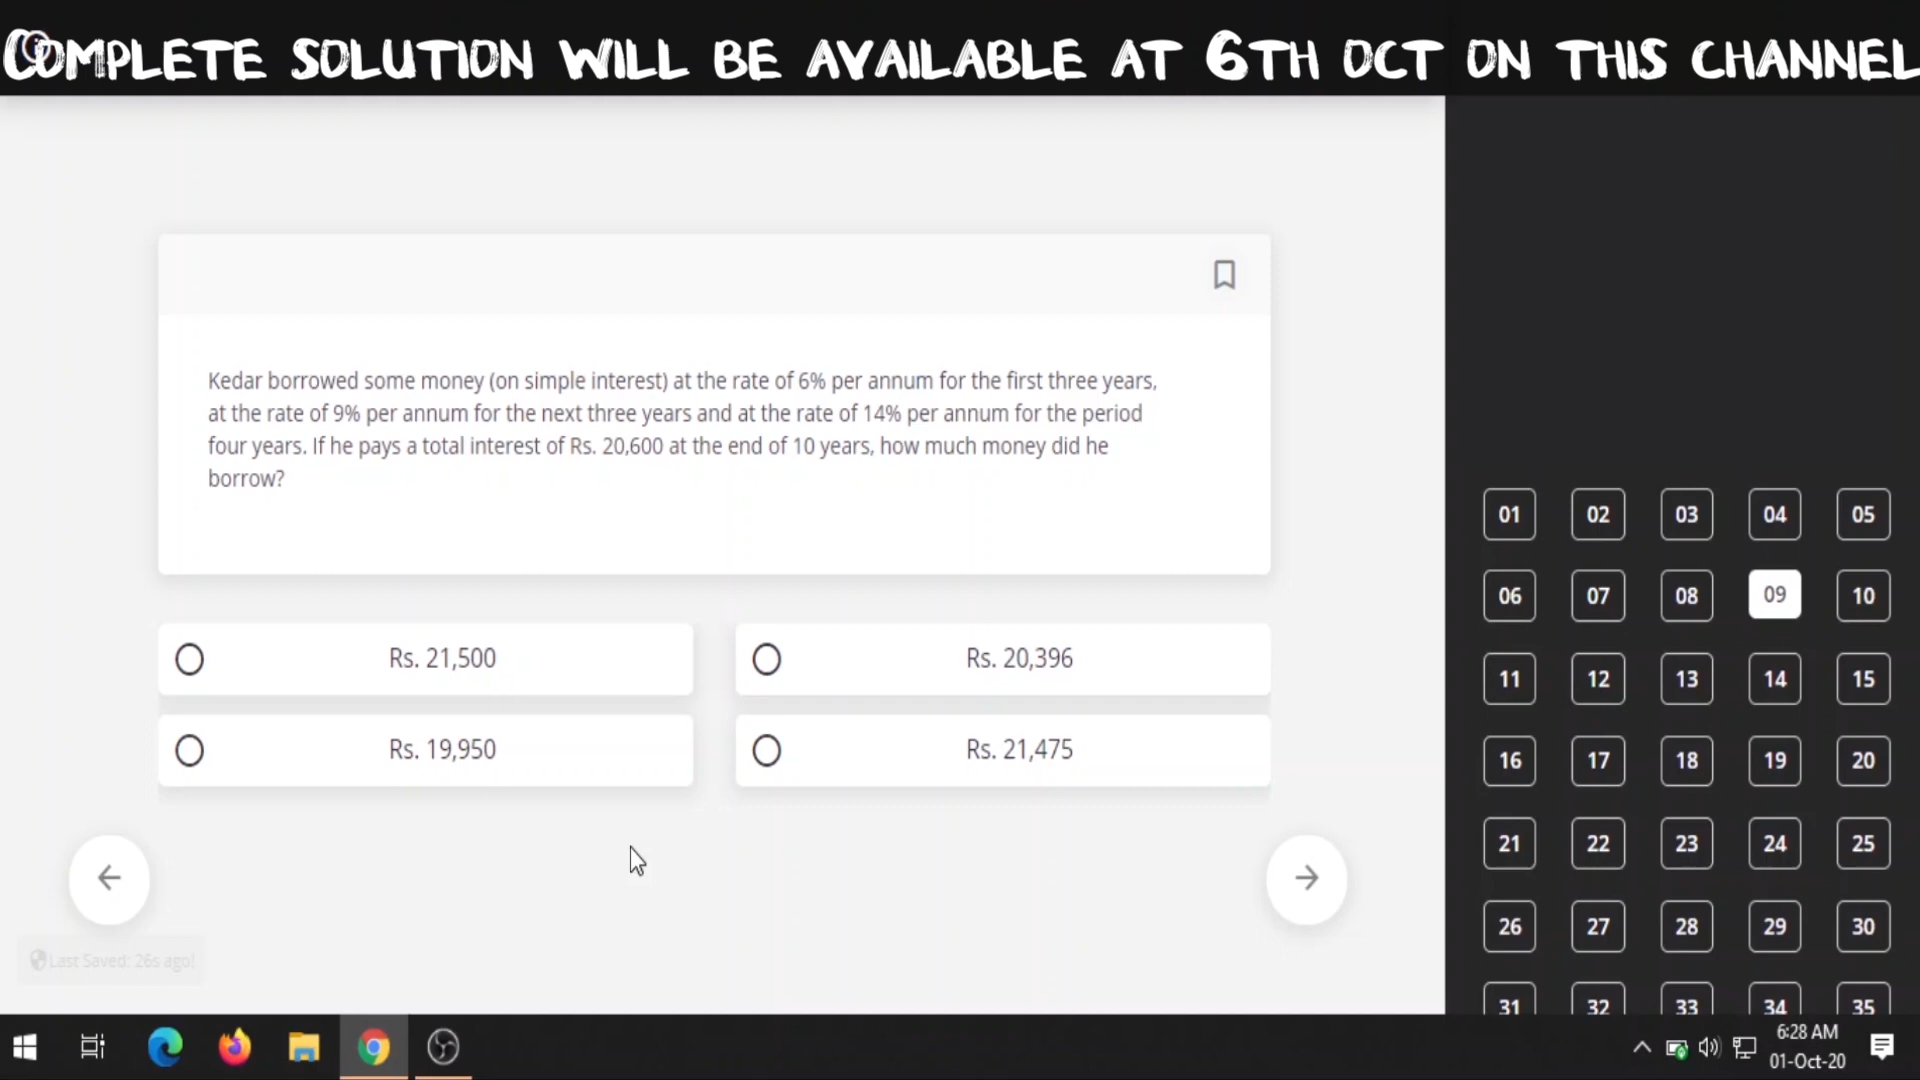 Complete solution will be available at 6th Oct on this channel
Kedar borrowed some money (on simple interest) at the rate of 6% per annum for the first three years,
at the rate of 9% per annum for the next three years and at the rate of 14% per annum for the period
four years. If he pays a total interest of Rs. 20,600 at the end of 10 years, how much money did he
borrow?
Rs. 21,500
Rs. 20,396
Rs. 19,950
Rs. 21,475
Last Saved: 26s ago!
01 02 03 04 05
06 07 08 09 10
11 12 13 14 15
16 17 18 19 20
21 22 23 24 25
26 27 28 29 30
31 32 33 34 35
6:28 AM
01-Oct-20